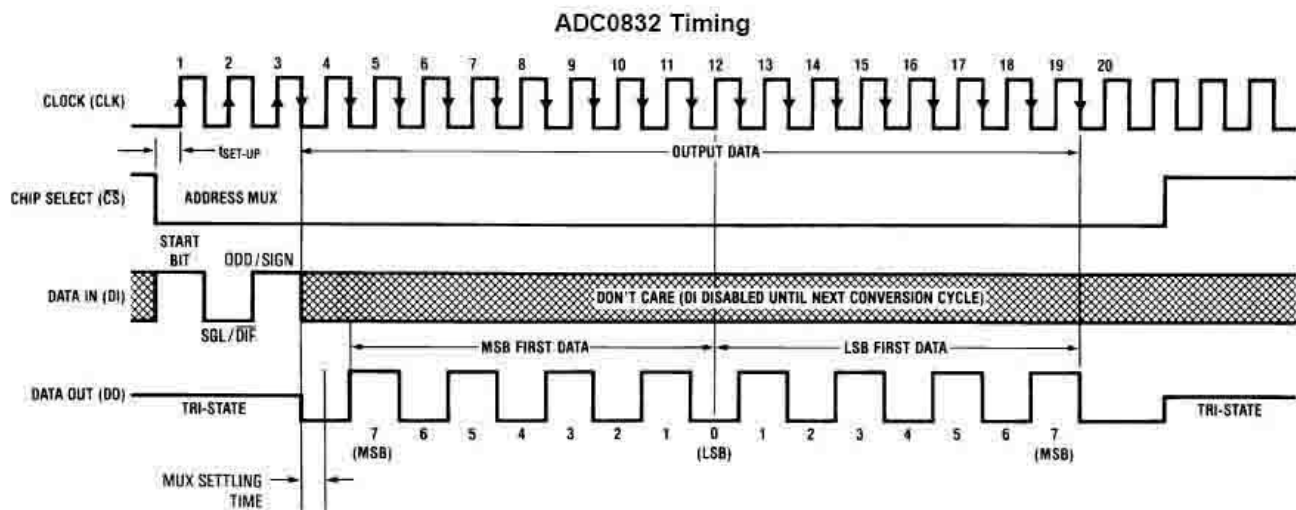 ADC0832 Timing
1 2 3 4 5 6 7 8 9 10 11 12 13 14 15 16 17 18 19 20
CLOCK (CLK)
tSET-UP
OUTPUT DATA
CHIP SELECT (CS)
ADDRESS MUX
START
BIT
ODD/SIGN
DATA IN (DI)
DON'T CARE (DI DISABLED UNTIL NEXT CONVERSION CYCLE)
SGL/DIF
MSB FIRST DATA
LSB FIRST DATA
DATA OUT (DO)
TRI-STATE
TRI-STATE
7 6 5 4 3 2 1 0 1 2 3 4 5 6 7
(MSB) (LSB) (MSB)
MUX SETTLING
TIME